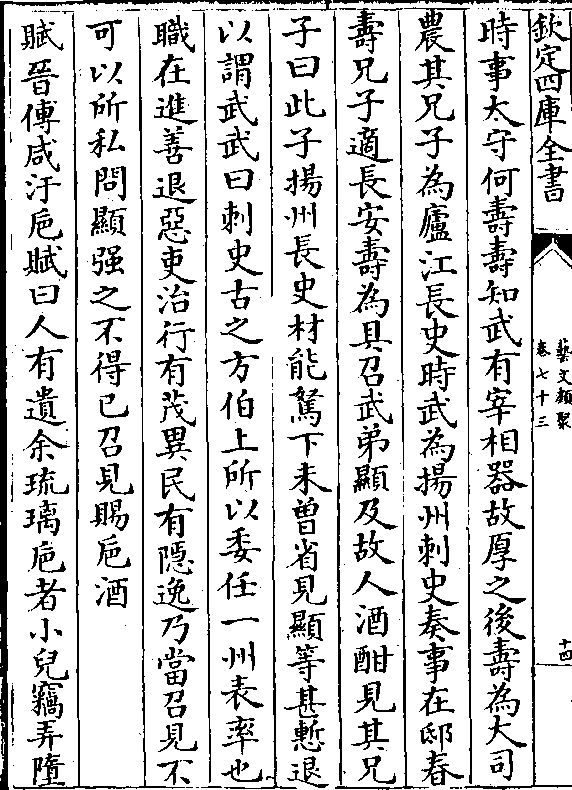 欽定四庫全書
藝文類聚
卷七十三
十四
時事太守何壽壽知武有宰相器故厚之後壽為大司
農其兄子為廬江長史時武為揚州刺史奏事在邸春
壽兄子適長安壽為具召武弟顯及故人酒酣見其兄
子曰此子揚州長史材能駑下未曽省見顯等甚慙退
以謂武武曰刺史古之方伯上所以委任一州表率也
職在進善退惡吏治行有茂異民有隱逸乃當召見不
可以所私問顯强之不得已召見賜巵酒
賦晉傅咸汙巵賦曰人有遺余琉璃巵者小兒竊弄墮